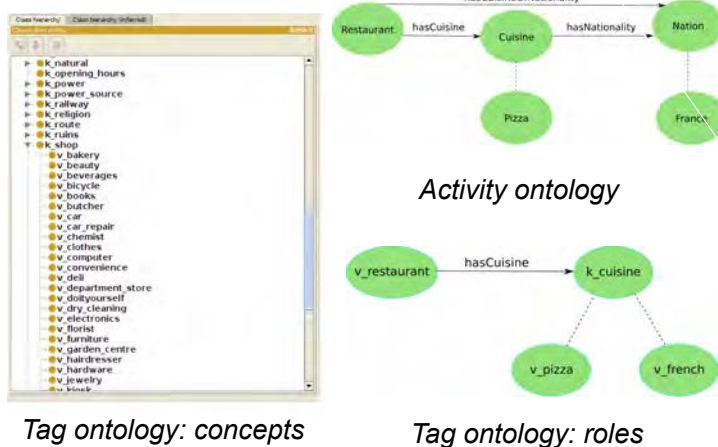 Class hierarchy
Class hierarchy (inferred)
k_natural
k_opening_hours
k_power
k_power_source
k_railway
k_religion
k_route
k_ruins
k_shop
v_bakery
v_beauty
v_beverages
v_bicycle
v_books
v_butcher
v_car
v_car_repair
v_chemist
v_clothes
v_computer
v_convenience
v_deli
v_department_store
v_doityourself
v_dry_cleaning
v_electronics
v_florist
v_furniture
v_garden_centre
v_hairdresser
v_hardware
v_jewelry
v_kiosk
Tag ontology: concepts
Restaurant
hasCuisine
Cuisine
hasNationality
Nation
Pizza
France
Activity ontology
v_restaurant
hasCuisine
k_cuisine
v_pizza
v_french
Tag ontology: roles